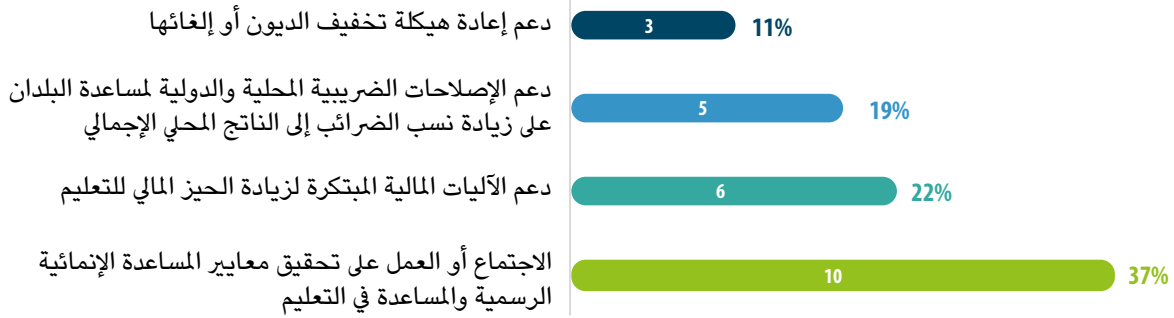 دعم إعادة هيكلة تخفيف الديون أو إلغائها
3
11%
دعم الإصلاحات الضريبية المحلية والدولية لمساعدة البلدان
على زيادة نسب الضرائب إلى الناتج المحلي الإجمالي
5
19%
دعم الآليات المالية المبتكرة لزيادة الحيز المالي للتعليم
6
22%
الاجتماع أو العمل على تحقيق معايير المساعدة الإنمائية
الرسمية والمساعدة في التعليم
10
37%